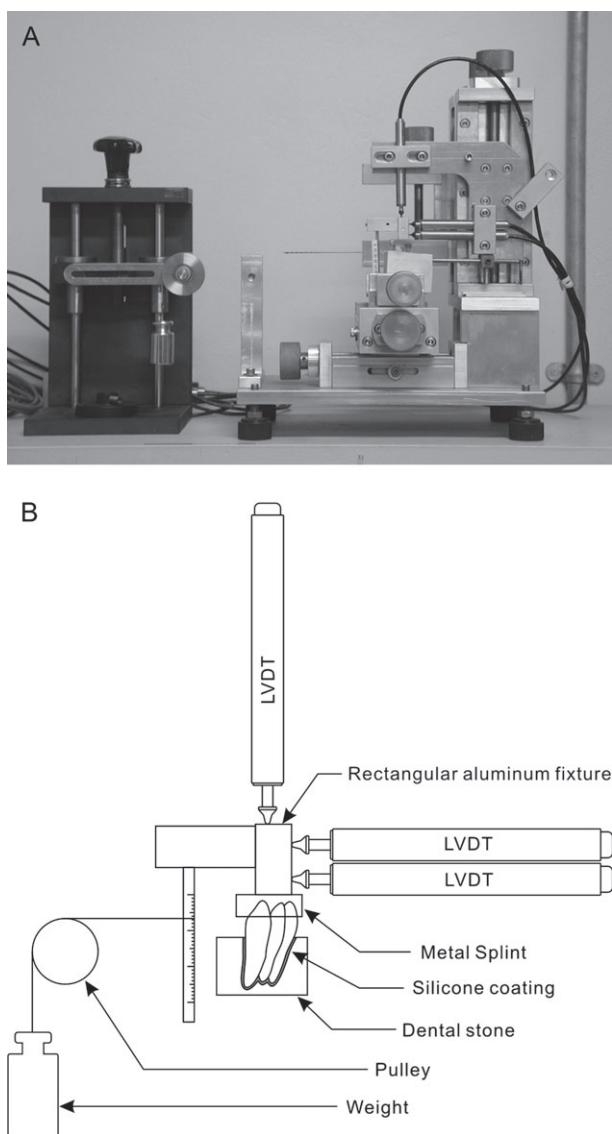 A
B
LVDT
Rectangular aluminum fixture
LVDT
LVDT
Metal Splint
Silicone coating
Dental stone
Pulley
Weight